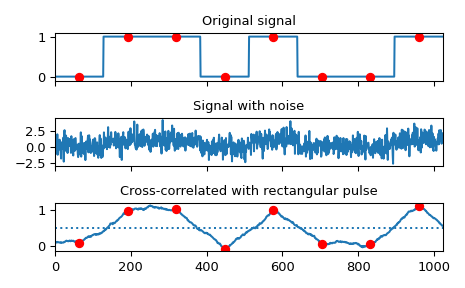 Original signal
1
0
Signal with noise
2.5
0.0
−2.5
Cross-correlated with rectangular pulse
1
0
0 200 400 600 800 1000